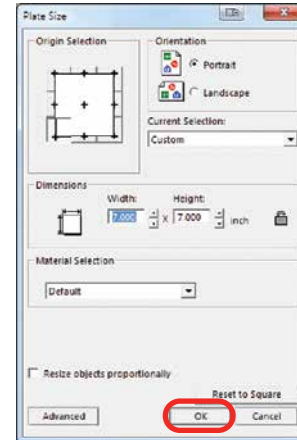 Plate Size
Origin Selection
Orientation
Portrait
Landscape
Current Selection:
Custom
Dimensions
Width: Height:
7.000 x 7.000 inch
Material Selection
Default
Resize objects proportionally
Reset to Square
Advanced OK Cancel